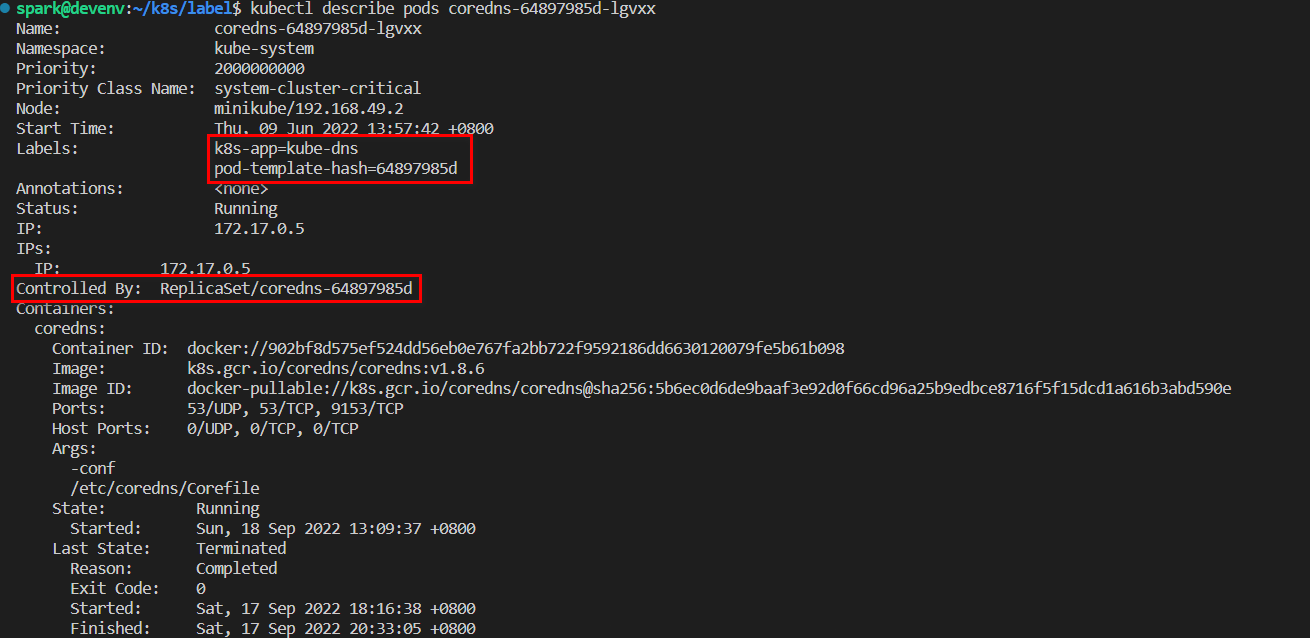 spark@devenv:~/k8s/label$ kubectl describe pods coredns-64897985d-lgvxx
Name:                 coredns-64897985d-lgvxx
Namespace:            kube-system
Priority:             2000000000
Priority Class Name:  system-cluster-critical
Node:                 minikube/192.168.49.2
Start Time:           Thu, 09 Jun 2022 13:57:42 +0800
Labels:               k8s-app=kube-dns
                      pod-template-hash=64897985d
Annotations:          <none>
Status:               Running
IP:                   172.17.0.5
IPs:
  IP:           172.17.0.5
Controlled By:  ReplicaSet/coredns-64897985d
Containers:
  coredns:
    Container ID:  docker://902bf8d575ef524dd56eb0e767fa2bb722f9592186dd6630120079fe5b61b098
    Image:         k8s.gcr.io/coredns/coredns:v1.8.6
    Image ID:      docker-pullable://k8s.gcr.io/coredns/coredns@sha256:5b6ec0d6de9baaf3e92d0f66cd96a25b9edbce8716f5f15dcd1a616b3abd590e
    Ports:         53/UDP, 53/TCP, 9153/TCP
    Host Ports:    0/UDP, 0/TCP, 0/TCP
    Args:
      -conf
      /etc/coredns/Corefile
    State:          Running
      Started:      Sun, 18 Sep 2022 13:09:37 +0800
    Last State:     Terminated
      Reason:       Completed
      Exit Code:    0
      Started:      Sat, 17 Sep 2022 18:16:38 +0800
      Finished:     Sat, 17 Sep 2022 20:33:05 +0800